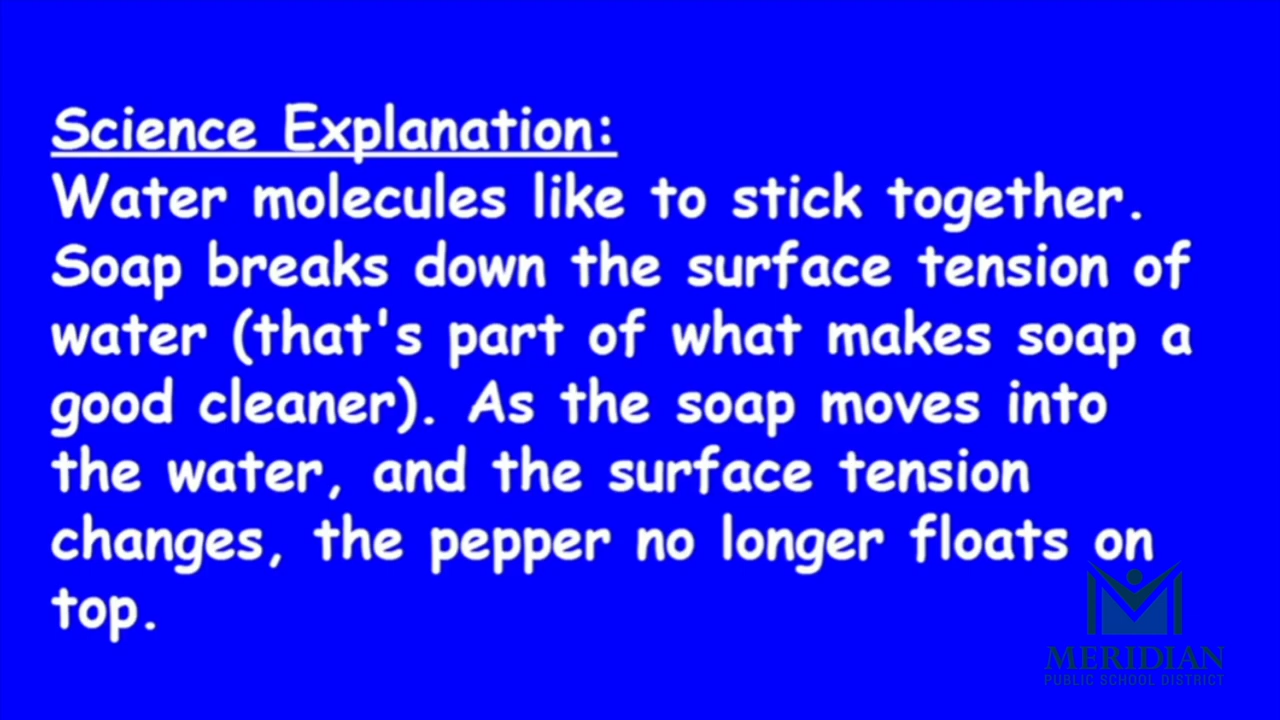 Science Explanation:
Water molecules like to stick together.
Soap breaks down the surface tension of
water (that's part of what makes soap a
good cleaner). As the soap moves into
the water, and the surface tension
changes, the pepper no longer floats on
top.
MERIDIAN
PUBLIC SCHOOL DISTRICT